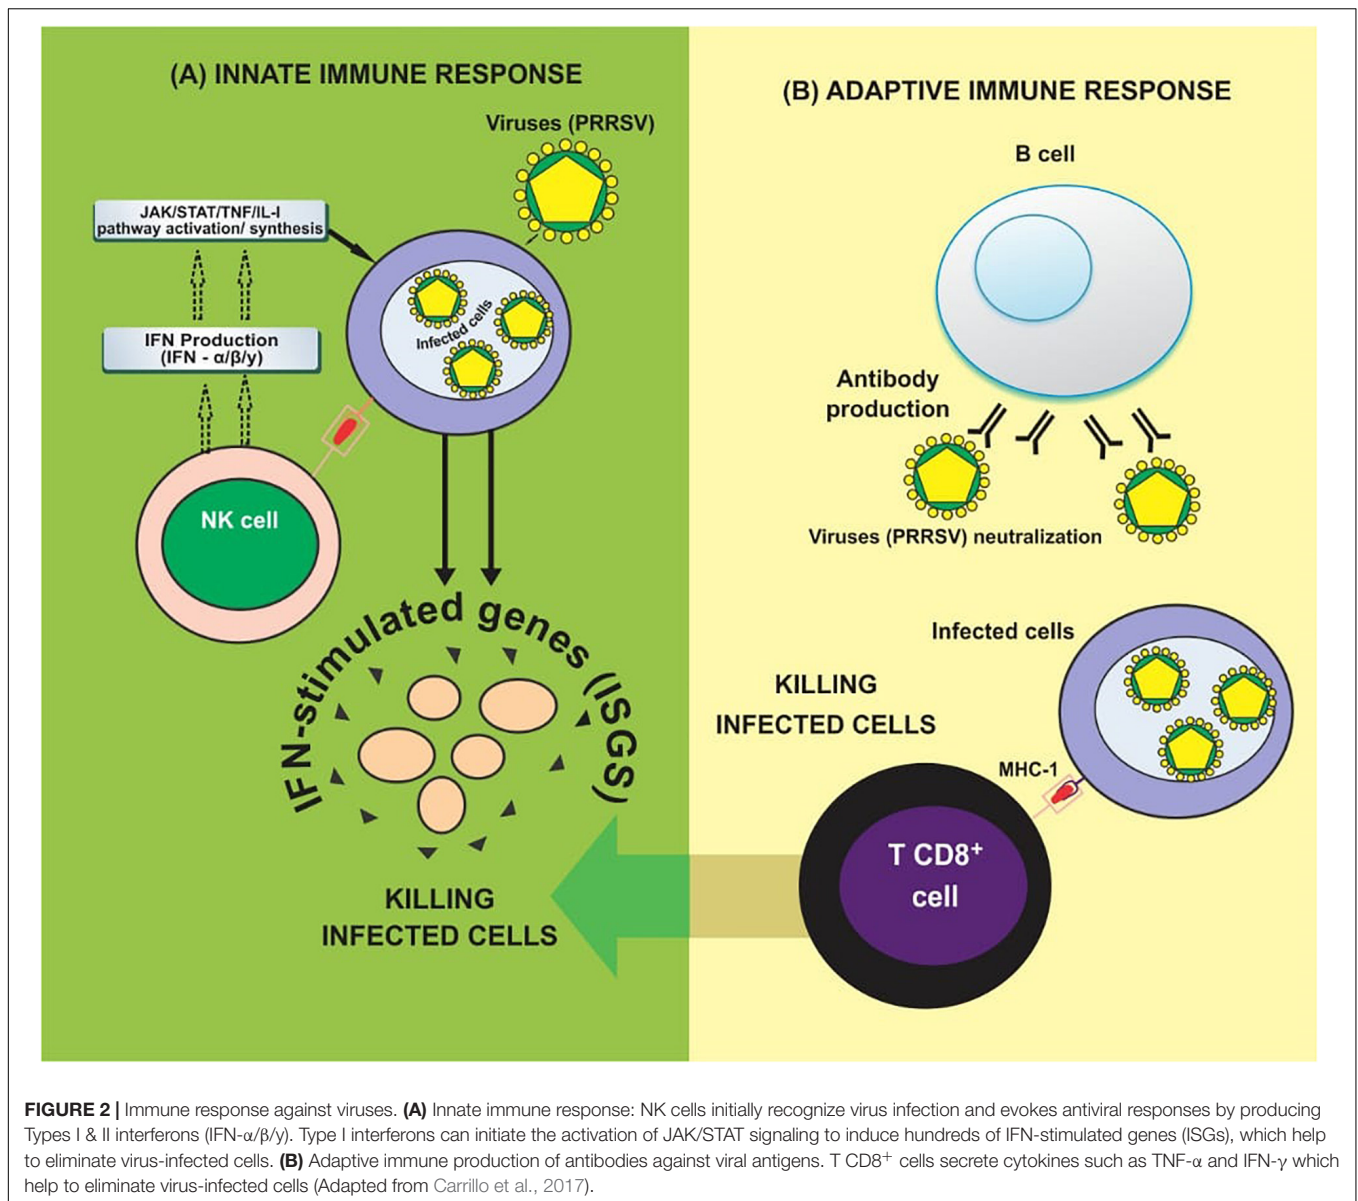 (A) INNATE IMMUNE RESPONSE
Viruses (PRRSV)
JAK/STAT/TNF/IL-I
pathway activation/ synthesis
IFN Production
(IFN - α/β/y)
Infected cells
NK cell
IFN-stimulated genes (ISGS)
KILLING
INFECTED CELLS
(B) ADAPTIVE IMMUNE RESPONSE
B cell
Antibody
production
Viruses (PRRSV) neutralization
Infected cells
KILLING
INFECTED CELLS
MHC-1
T CD8+
cell
FIGURE 2 | Immune response against viruses. (A) Innate immune response: NK cells initially recognize virus infection and evokes antiviral responses by producing
Types I & II interferons (IFN-α/β/y). Type I interferons can initiate the activation of JAK/STAT signaling to induce hundreds of IFN-stimulated genes (ISGs), which help
to eliminate virus-infected cells. (B) Adaptive immune production of antibodies against viral antigens. T CD8+ cells secrete cytokines such as TNF-α and IFN-γ which
help to eliminate virus-infected cells (Adapted from Carrillo et al., 2017).